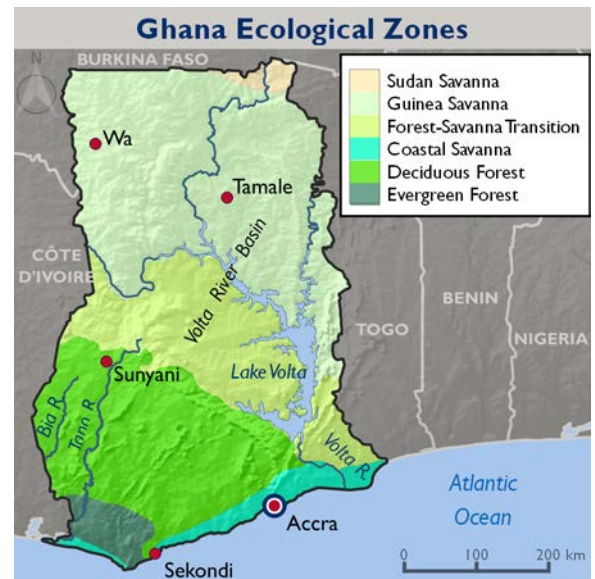 Ghana Ecological Zones
BURKINA FASO
N
Sudan Savanna
Guinea Savanna
Forest-Savanna Transition
Coastal Savanna
Deciduous Forest
Evergreen Forest
Wa
Tamale
CÔTE
D'IVOIRE
Volta River Basin
TOGO
BENIN
NIGERIA
Sunyani
Lake Volta
Bia R
Tann R
Volta R.
Accra
Sekondi
Atlantic
Ocean
0 100 200 km